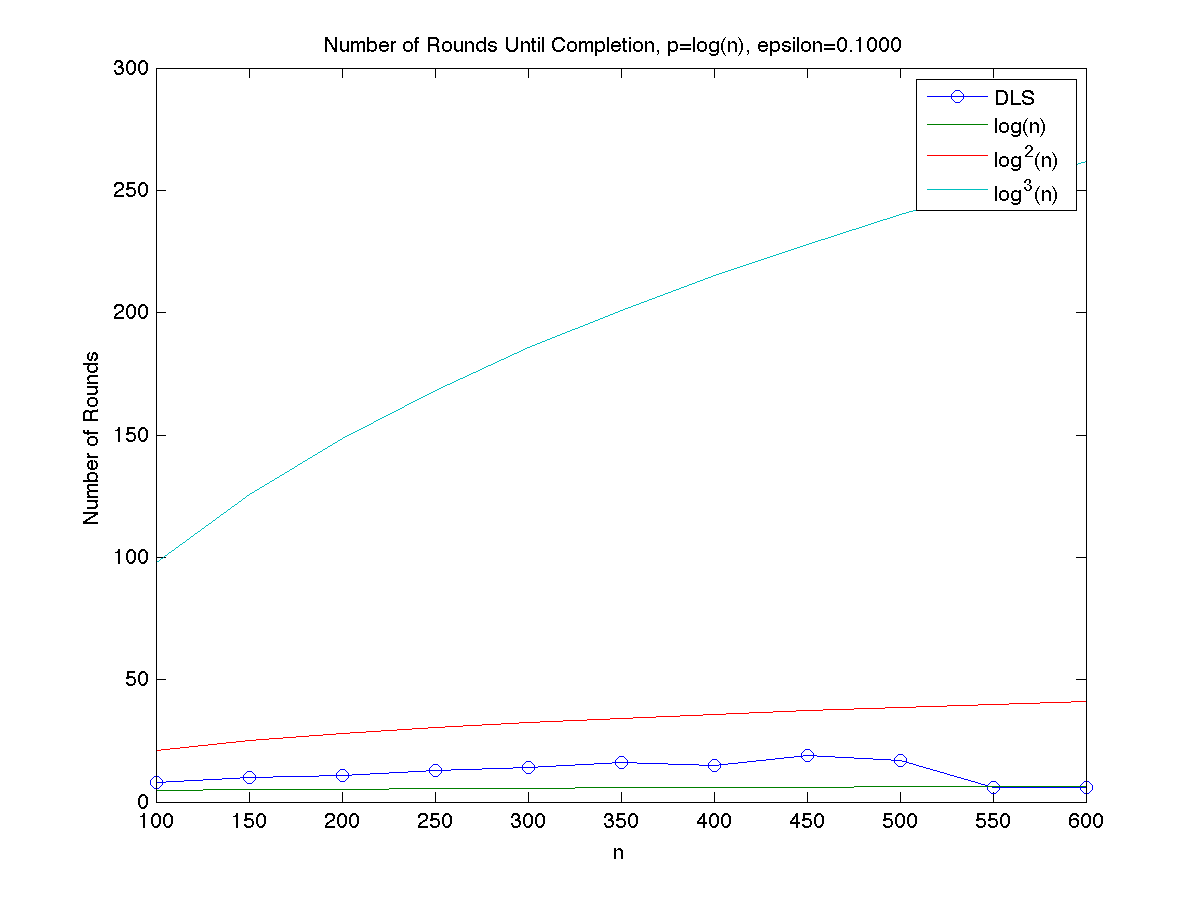 Number of Rounds Until Completion, p=log(n), epsilon=0.1000
300
250
200
150
100
50
0
Number of Rounds
DLS
log(n)
log²(n)
log³(n)
100 150 200 250 300 350 400 450 500 550 600
n